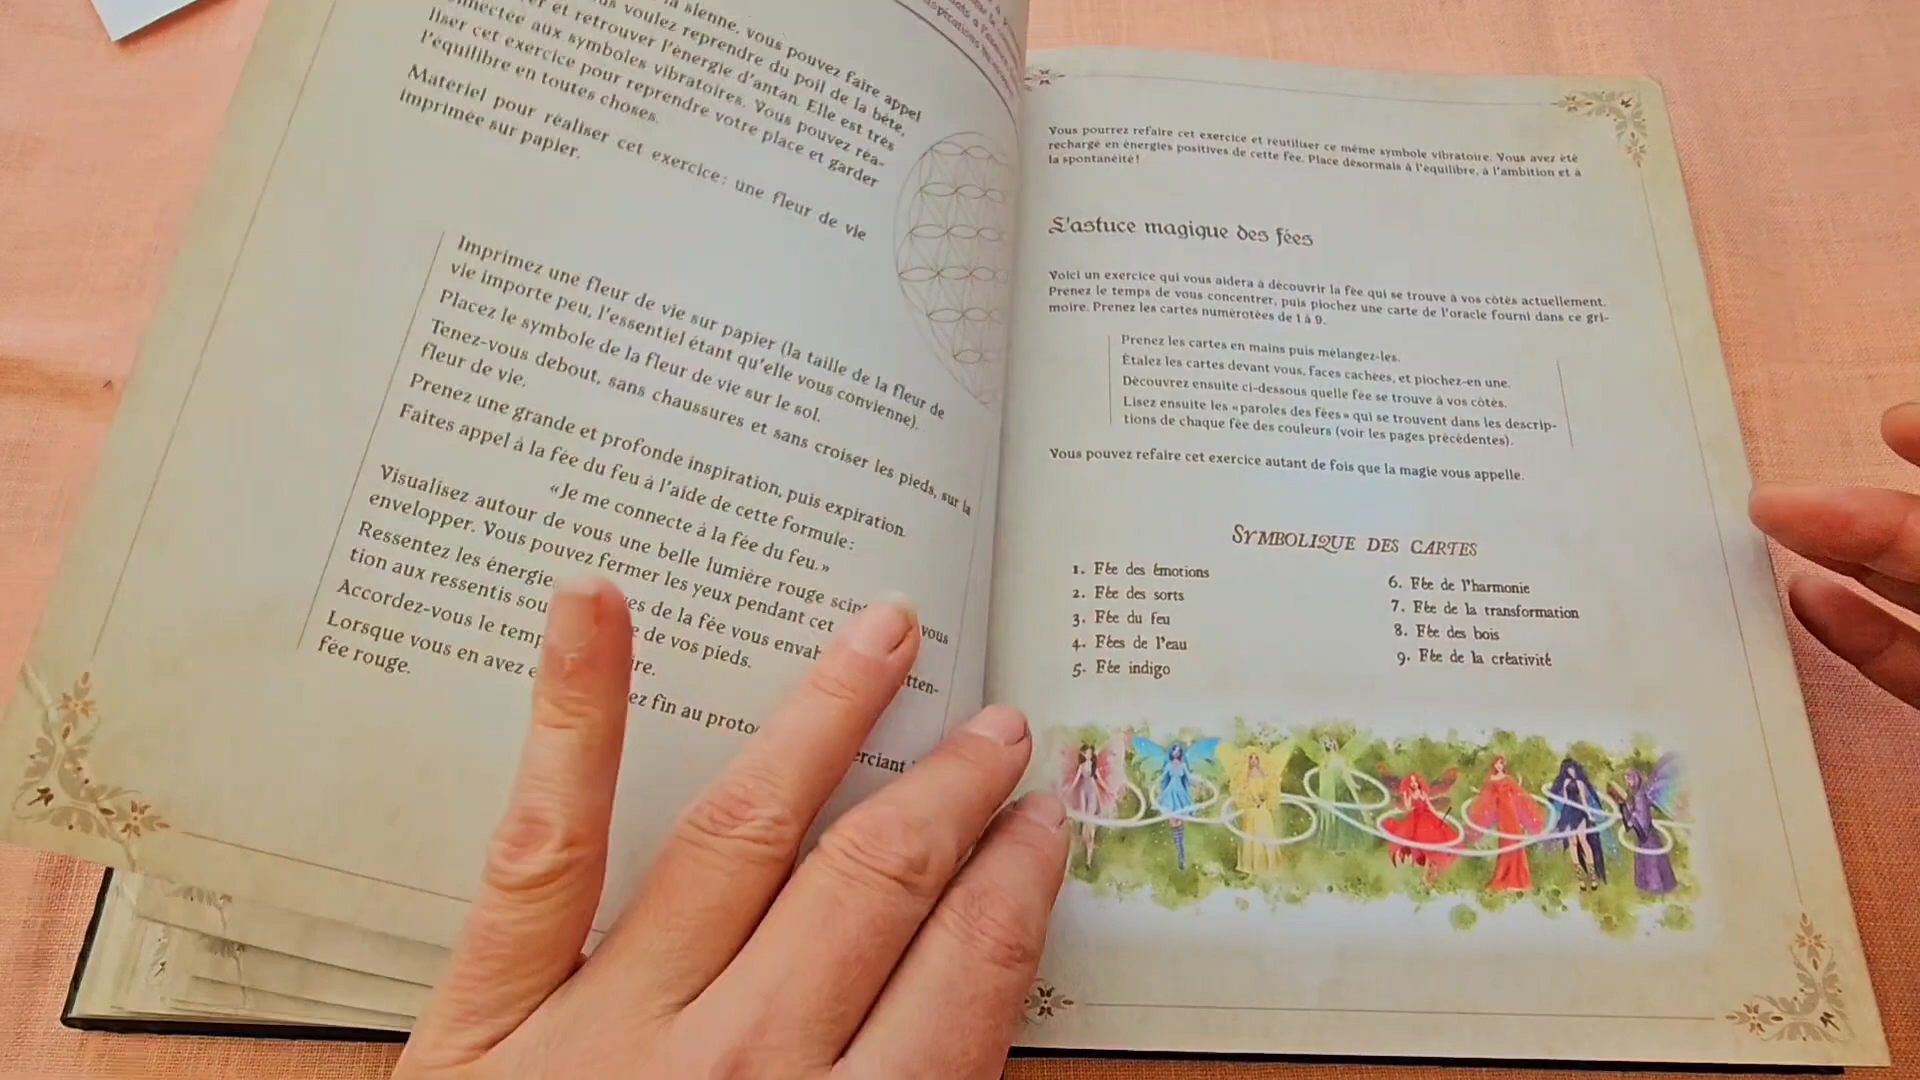 la sienne, vous pouvez faire appel
voulez reprendre du poil de la bête,
et retrouver l'énergie d'antan. Elle est très
connectée aux symboles vibratoires. Vous pouvez réa-
liser cet exercice pour reprendre votre place et garder
l'équilibre en toutes choses.
Matériel pour réaliser cet exercice: une fleur de vie
imprimée sur papier.
Imprimez une fleur de vie sur papier (la taille de la fleur de
vie importe peu, l'essentiel étant qu'elle vous convienne).
Placez le symbole de la fleur de vie sur le sol.
Tenez-vous debout, sans chaussures et sans croiser les pieds, sur la
fleur de vie.
Prenez une grande et profonde inspiration, puis expiration.
Faites appel à la fée du feu à l'aide de cette formule:
«Je me connecte à la fée du feu.»
Visualisez autour de vous une belle lumière rouge vous
envelopper. Vous pouvez fermer les yeux pendant cet
Ressentez les énergies de la fée vous
tion aux ressentis de vos pieds.
Accordez-vous le temps
Lorsque vous en avez fin au
fée rouge.
Vous pourrez refaire cet exercice et réutiliser ce même symbole vibratoire. Vous avez été
rechargé en énergies positives de cette fée. Place désormais à l'équilibre, à l'ambition et à
la spontanéité!
L'astuce magique des fées
Voici un exercice qui vous aidera à découvrir la fée qui se trouve à vos côtés actuellement.
Prenez le temps de vous concentrer, puis piochez une carte de l'oracle fourni dans ce gri-
moire. Prenez les cartes numérotées de 1 à 9.
Prenez les cartes en mains puis mélangez-les.
Étalez les cartes devant vous, faces cachées, et piochez-en une.
Découvrez ensuite ci-dessous quelle fée se trouve à vos côtés.
Lisez ensuite les «paroles des fées» qui se trouvent dans les descrip-
tions de chaque fée des couleurs (voir les pages précédentes).
Vous pouvez refaire cet exercice autant de fois que la magie vous appelle.
SYMBOLIQUE DES CARTES
1. Fée des émotions
2. Fée des sorts
3. Fée du feu
4. Fées de l'eau
5. Fée indigo
6. Fée de l'harmonie
7. Fée de la transformation
8. Fée des bois
9. Fée de la créativité